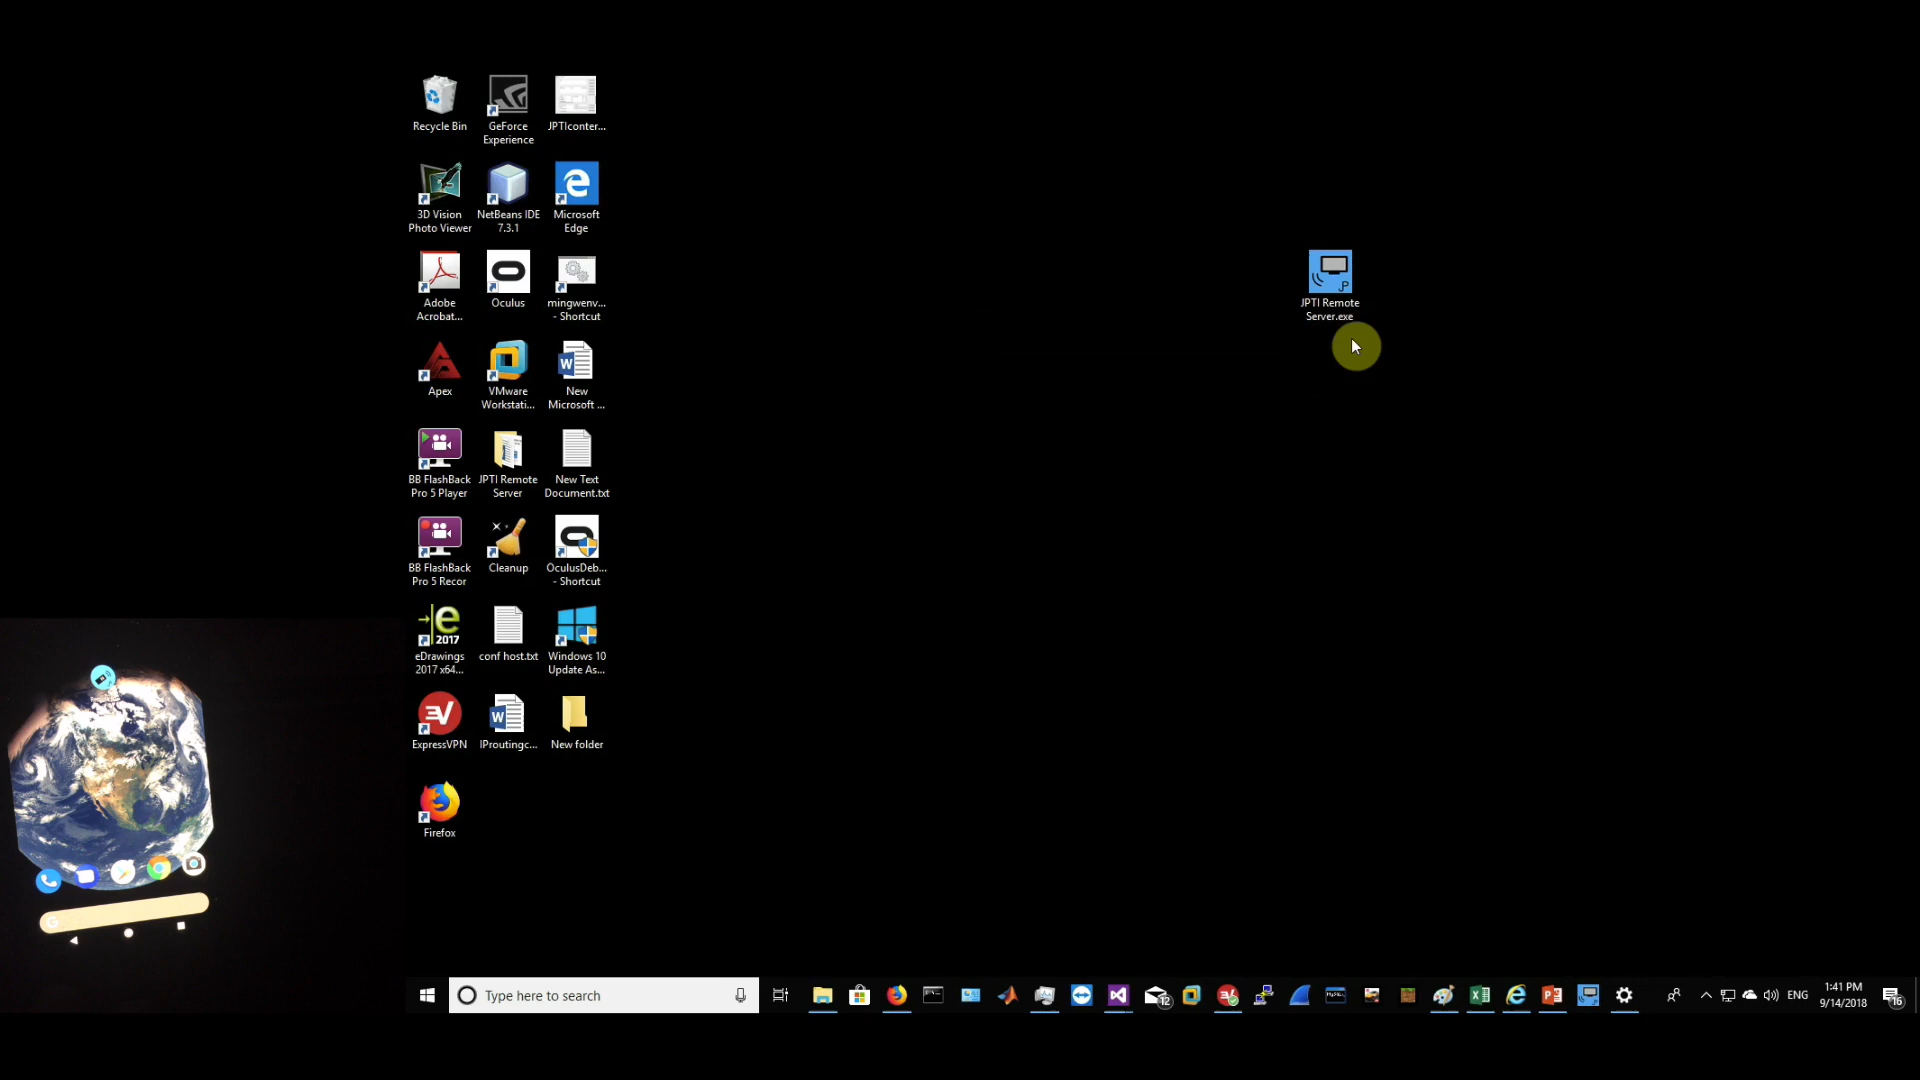 Recycle Bin
GeForce
Experience
JPTIconter...
3D Vision
Photo Viewer
NetBeans IDE
7.3.1
Microsoft
Edge
Adobe
Acrobat...
Oculus
mingwenv...
- Shortcut
JPTI Remote
Server.exe
Apex
VMware
Workstati...
New
Microsoft ...
BB FlashBack
Pro 5 Player
JPTI Remote
Server
New Text
Document.txt
BB FlashBack
Pro 5 Recor
Cleanup
OculusDeb...
- Shortcut
2017
eDrawings
2017 x64...
conf host.txt
Windows 10
Update As...
ExpressVPN
IProutingc...
New folder
Firefox
Type here to search
12
ENG
1:41 PM
9/14/2018
16